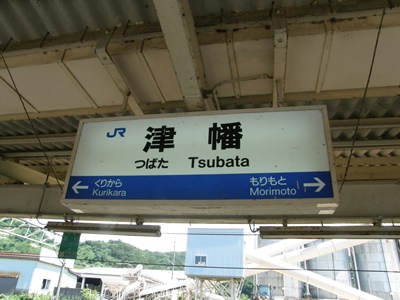 JR 津幡
つばた Tsubata
← くりから もりもと →
Kurikara Morimoto